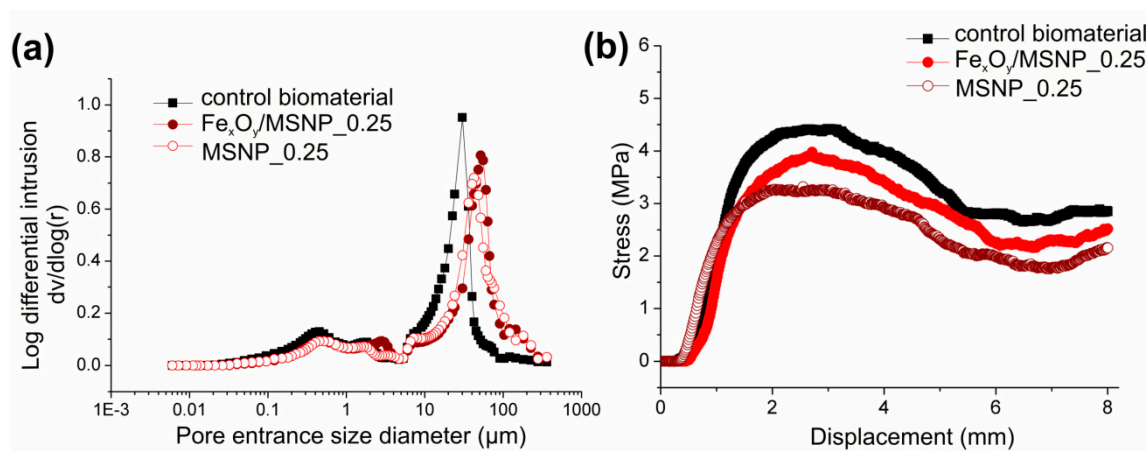 (a)
control biomaterial
FeₓOᵧ/MSNP_0.25
MSNP_0.25
Log differential intrusion
dv/dlog(r)
1.0
0.8
0.6
0.4
0.2
0.0
1E-3 0.01 0.1 1 10 100 1000
Pore entrance size diameter (µm)
(b)
control biomaterial
FeₓOᵧ/MSNP_0.25
MSNP_0.25
Stress (MPa)
6
5
4
3
2
1
0
0 2 4 6 8
Displacement (mm)